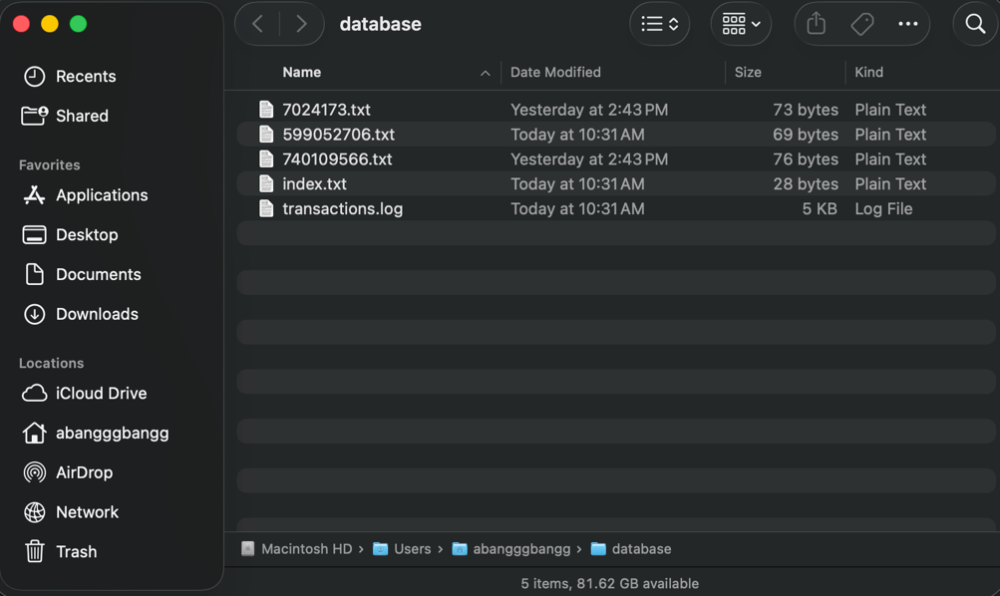 database
Recents
Shared
Favorites
Applications
Desktop
Documents
Downloads
Locations
iCloud Drive
abangggbangg
AirDrop
Network
Trash
Name Date Modified Size Kind
7024173.txt Yesterday at 2:43 PM 73 bytes Plain Text
599052706.txt Today at 10:31 AM 69 bytes Plain Text
740109566.txt Yesterday at 2:43 PM 76 bytes Plain Text
index.txt Today at 10:31 AM 28 bytes Plain Text
transactions.log Today at 10:31 AM 5 KB Log File
Macintosh HD › Users › abangggbangg › database
5 items, 81.62 GB available